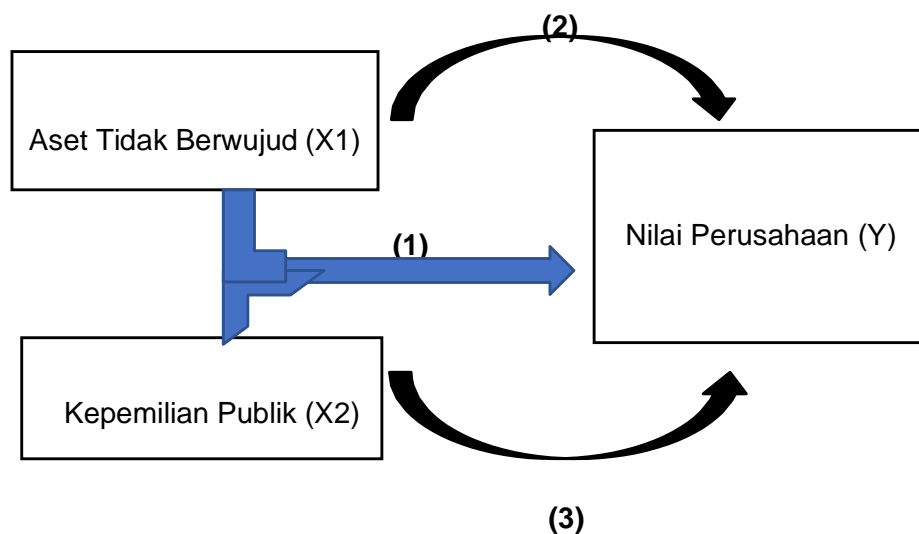 (2)
Aset Tidak Berwujud (X1)
Nilai Perusahaan (Y)
(1)
Kepemilian Publik (X2)
(3)